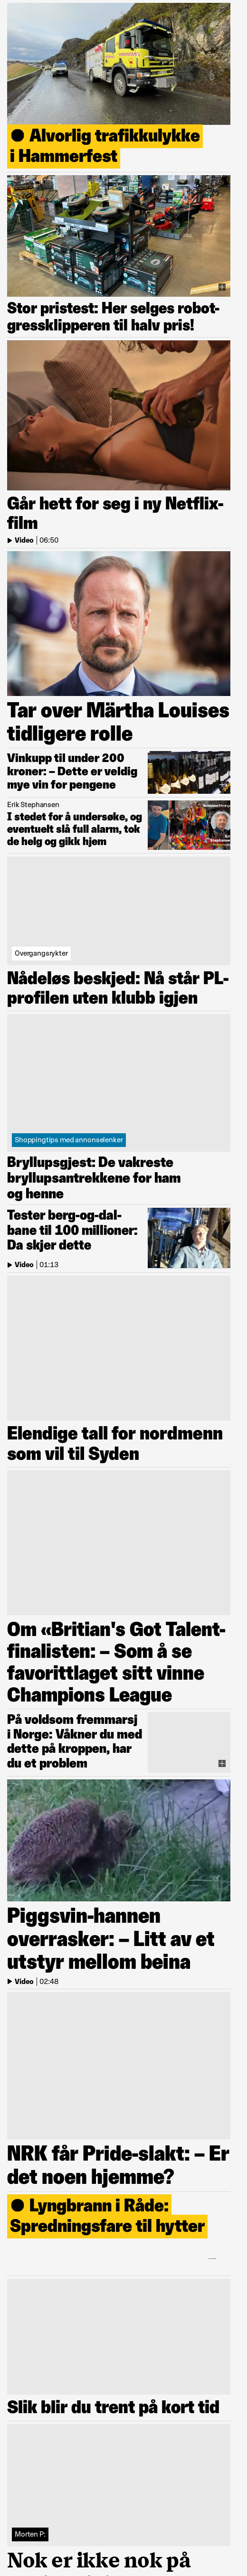 Alvorlig trafikkulykke
i Hammerfest
Stor pristest: Her selges robot-
gressklipperen til halv pris!
Går hett for seg i ny Netflix-
film
Video | 06:50
Tar over Märtha Louises
tidligere rolle
Vinkupp til under 200
kroner: – Dette er veldig
mye vin for pengene
Erik Stephansen
I stedet for å undersøke, og
eventuelt slå full alarm, tok
de helg og gikk hjem
Overgangsrykter
Nådeløs beskjed: Nå står PL-
profilen uten klubb igjen
Shoppingtips med annonselenker
Bryllupsgjest: De vakreste
bryllupsantrekkene for ham
og henne
Tester berg-og-dal-
bane til 100 millioner:
Da skjer dette
Video | 01:13
Elendige tall for nordmenn
som vil til Syden
Om «Britian's Got Talent-
finalisten: – Som å se
favorittlaget sitt vinne
Champions League
På voldsom fremmarsj
i Norge: Våkner du med
dette på kroppen, har
du et problem
Piggsvin-hannen
overrasker: – Litt av et
utstyr mellom beina
Video | 02:48
NRK får Pride-slakt: – Er
det noen hjemme?
Lyngbrann i Råde:
Spredningsfare til hytter
Slik blir du trent på kort tid
Morten P:
Nok er ikke nok på